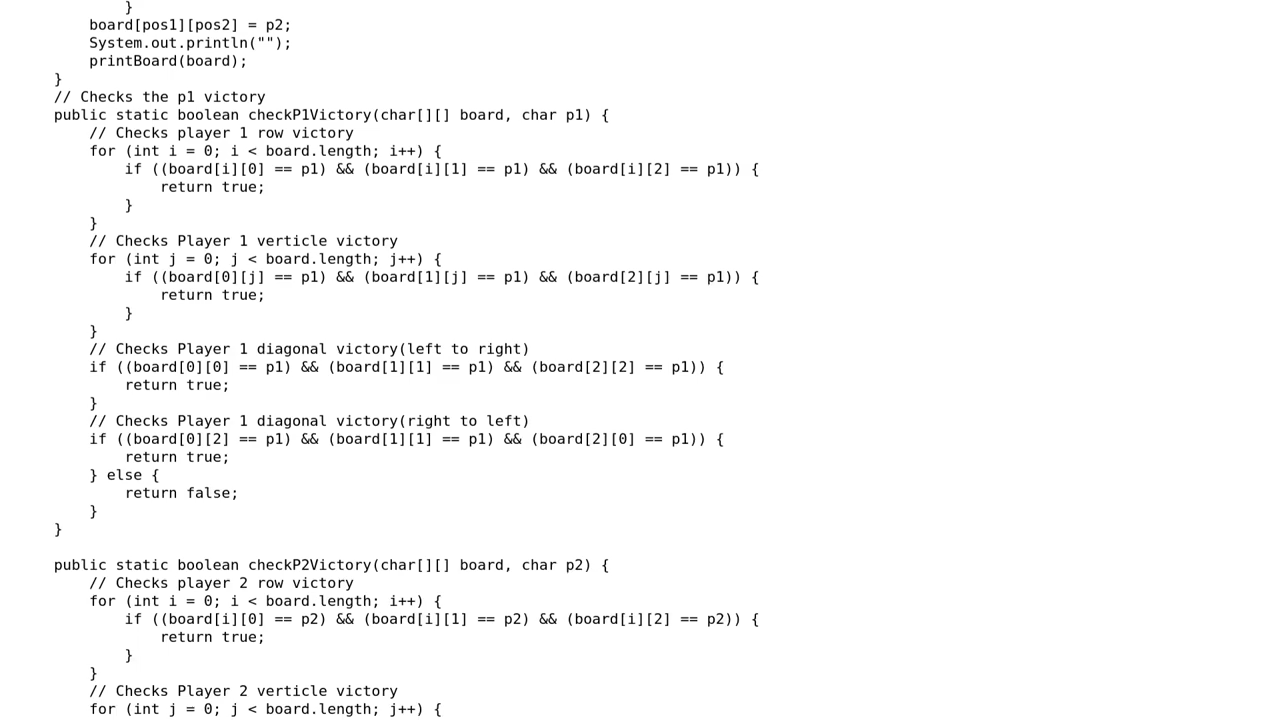 }
board[pos1][pos2] = p2;
System.out.println("");
printBoard(board);
}
// Checks the p1 victory
public static boolean checkP1Victory(char[][] board, char p1) {
// Checks player 1 row victory
for (int i = 0; i < board.length; i++) {
if ((board[i][0] == p1) && (board[i][1] == p1) && (board[i][2] == p1)) {
return true;
}
}
// Checks Player 1 verticle victory
for (int j = 0; j < board.length; j++) {
if ((board[0][j] == p1) && (board[1][j] == p1) && (board[2][j] == p1)) {
return true;
}
}
// Checks Player 1 diagonal victory(left to right)
if ((board[0][0] == p1) && (board[1][1] == p1) && (board[2][2] == p1)) {
return true;
}
// Checks Player 1 diagonal victory(right to left)
if ((board[0][2] == p1) && (board[1][1] == p1) && (board[2][0] == p1)) {
return true;
} else {
return false;
}
}
public static boolean checkP2Victory(char[][] board, char p2) {
// Checks player 2 row victory
for (int i = 0; i < board.length; i++) {
if ((board[i][0] == p2) && (board[i][1] == p2) && (board[i][2] == p2)) {
return true;
}
}
// Checks Player 2 verticle victory
for (int j = 0; j < board.length; j++) {